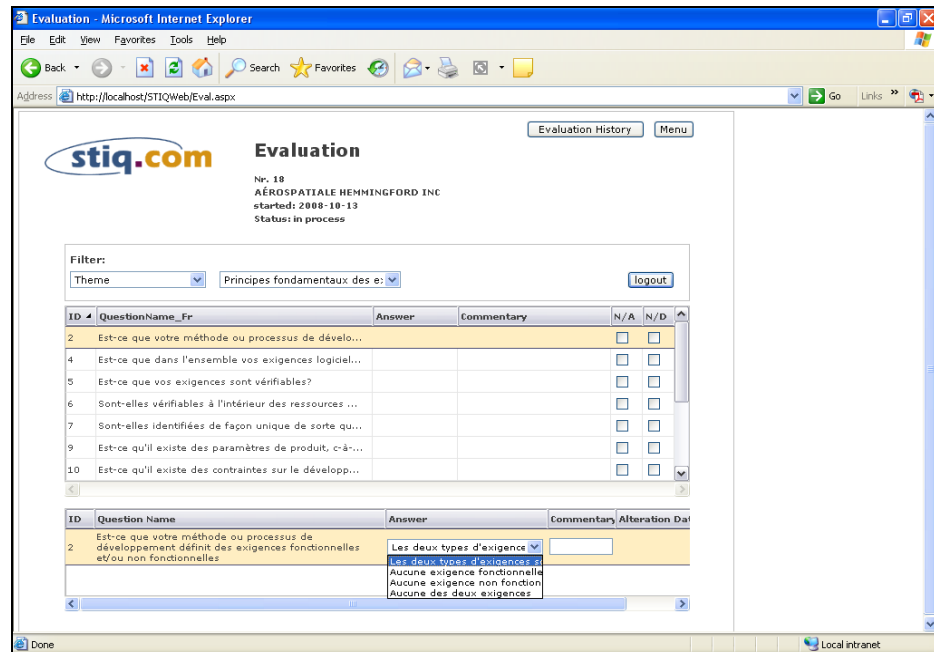 Evaluation - Microsoft Internet Explorer
File Edit View Favorites Tools Help
Back Search Favorites
Address http://localhost/STIQWeb/Eval.aspx Go Links »
Evaluation History Menu
stiq.com
Evaluation
Nr. 18
AÉROSPATIALE HEMMINGFORD INC
started: 2008-10-13
Status: in process
Filter:
Theme Principes fondamentaux des e logout
ID QuestionName_Fr Answer Commentary N/A N/D
2 Est-ce que votre méthode ou processus de dévelo...
4 Est-ce que dans l'ensemble vos exigences logiciel...
5 Est-ce que vos exigences sont vérifiables?
6 Sont-elles vérifiables à l'intérieur des ressources ...
7 Sont-elles identifiées de façon unique de sorte qu...
9 Est-ce qu'il existe des paramètres de produit, c-à-...
10 Est-ce qu'il existe des contraintes sur le développ...
ID Question Name Answer Commentary Alteration Dat
2 Est-ce que votre méthode ou processus de
développement définit des exigences fonctionnelles
et/ou non fonctionnelles
Les deux types d'exigence
Les deux types d'exigences so
Aucune exigence fonctionnelle
Aucune exigence non fonction
Aucune des deux exigences
Done Local intranet